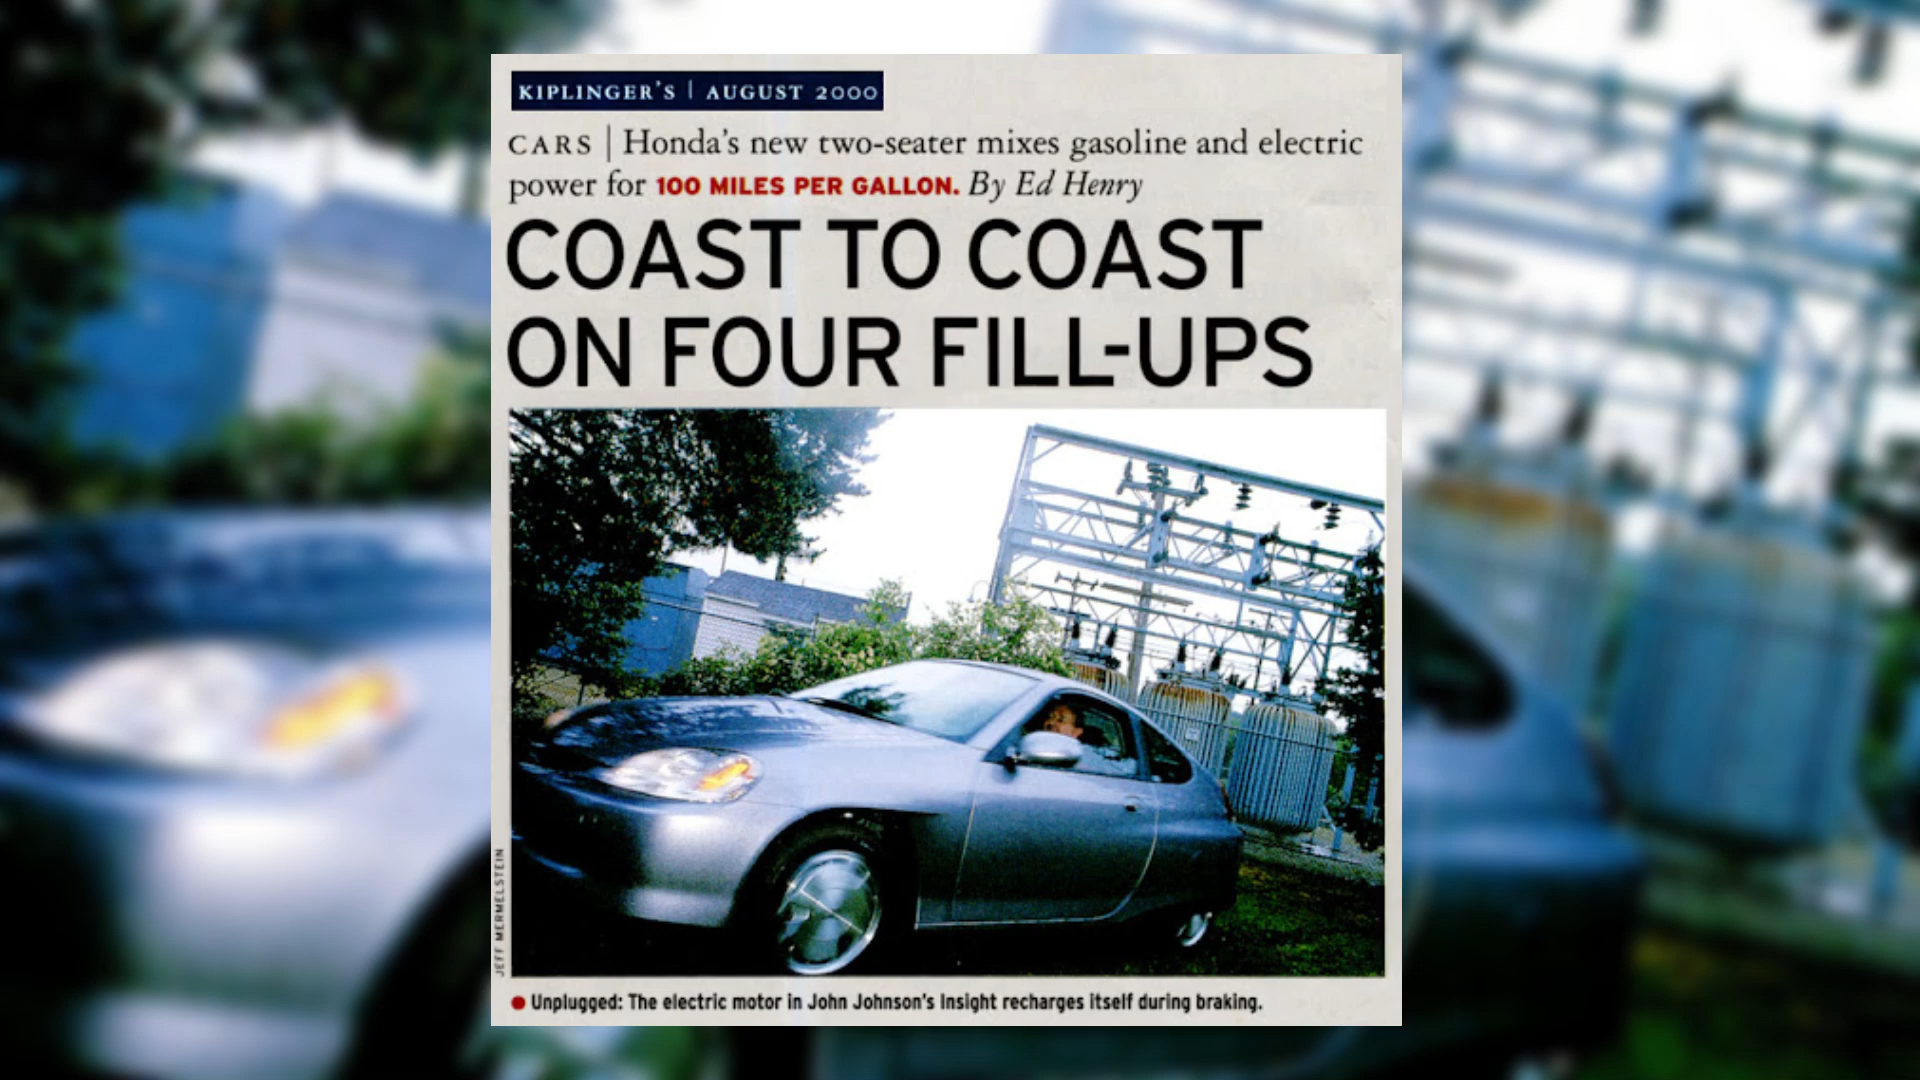 KIPLINGER'S | AUGUST 2000
CARS | Honda's new two-seater mixes gasoline and electric
power for 100 MILES PER GALLON. By Ed Henry
COAST TO COAST
ON FOUR FILL-UPS
JEFF MERMELSTEIN
Unplugged: The electric motor in John Johnson's Insight recharges itself during braking.